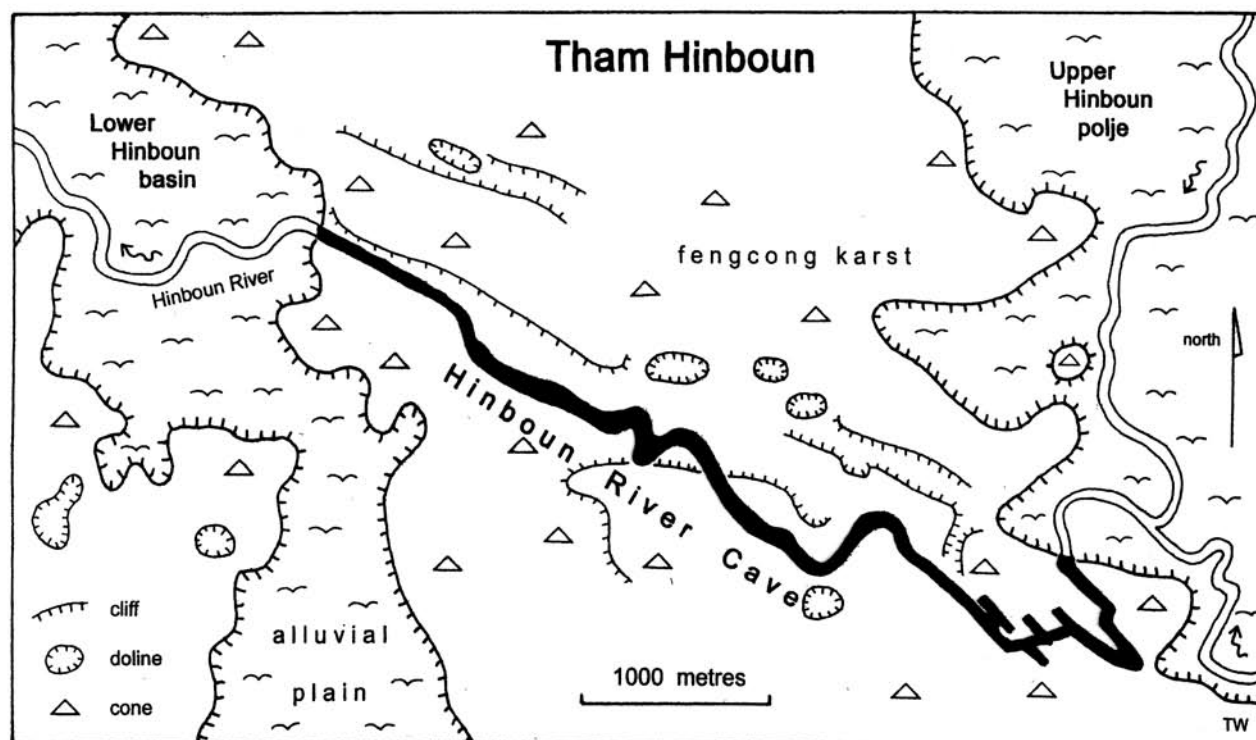 Tham Hinboun
Lower
Hinboun
basin
Upper
Hinboun
polje
fengcong karst
Hinboun River
north
Hinboun River Cave
cliff
doline
cone
alluvial
plain
1000 metres
TW